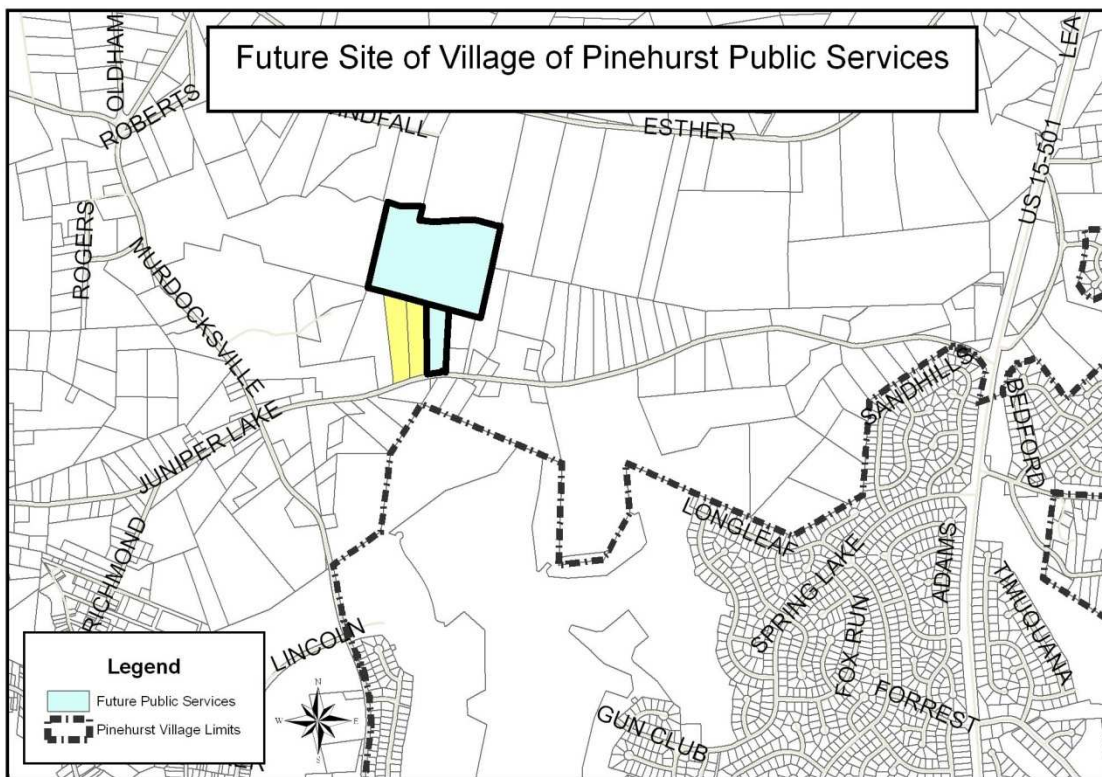 Future Site of Village of Pinehurst Public Services
OLDHAM
ROBERTS
ESTHER
US 15-501
LEA
ROGERS
MURDOCKSVILLE
JUNIPER LAKE
SANDHILLS
BEDFORD
RICHMOND
LONGLEAF
SPRING LAKE
ADAMS
FOX RUN
TIMUQUANA
FORREST
LINCOLN
GUN CLUB
Legend
Future Public Services
Pinehurst Village Limits
N
W
E
S